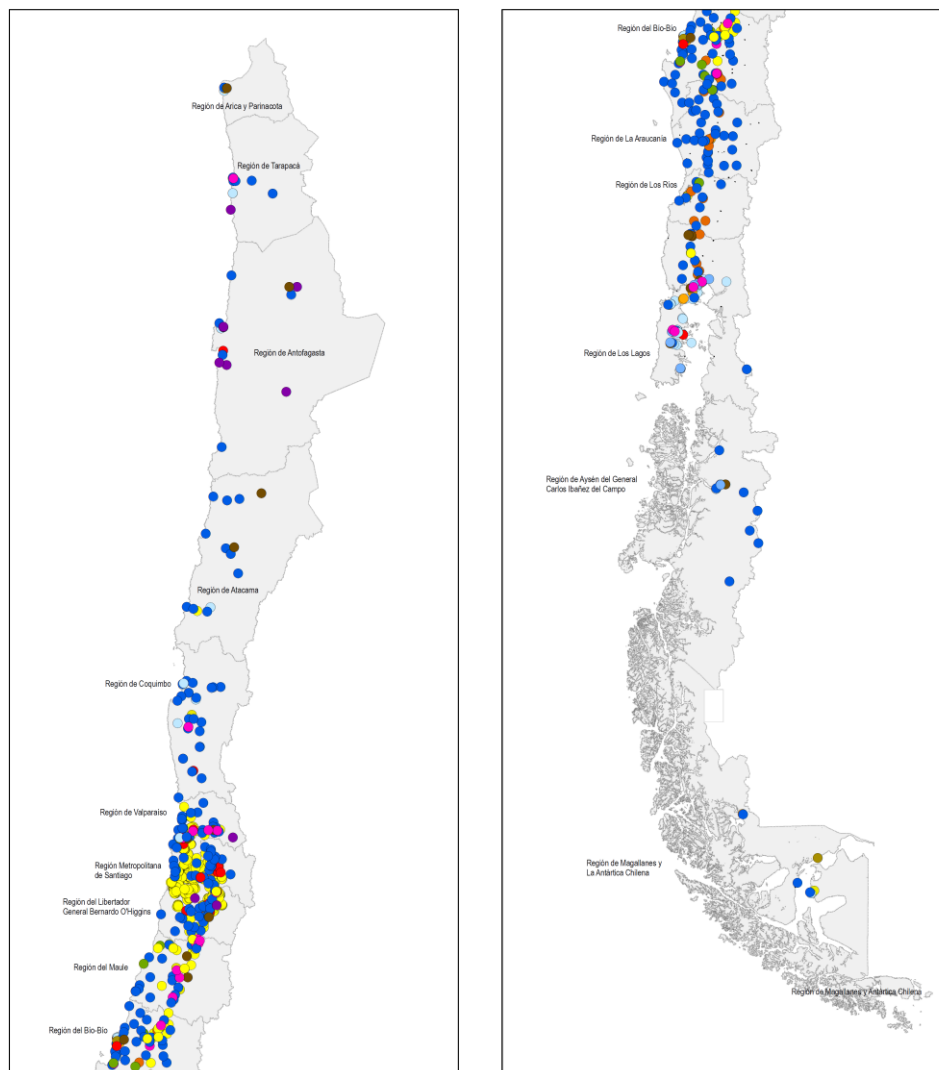 Región de Arica y Parinacota
Región de Tarapacá
Región de Antofagasta
Región de Atacama
Región de Coquimbo
Región de Valparaíso
Región Metropolitana
de Santiago
Región del Libertador
General Bernardo O'Higgins
Región del Maule
Región del Bío-Bío
Región del Bío-Bío
Región de La Araucanía
Región de Los Ríos
Región de Los Lagos
Región de Aysén del General
Carlos Ibañez del Campo
Región de Magallanes y
La Antártica Chilena
Región de Magallanes y Antártica Chilena